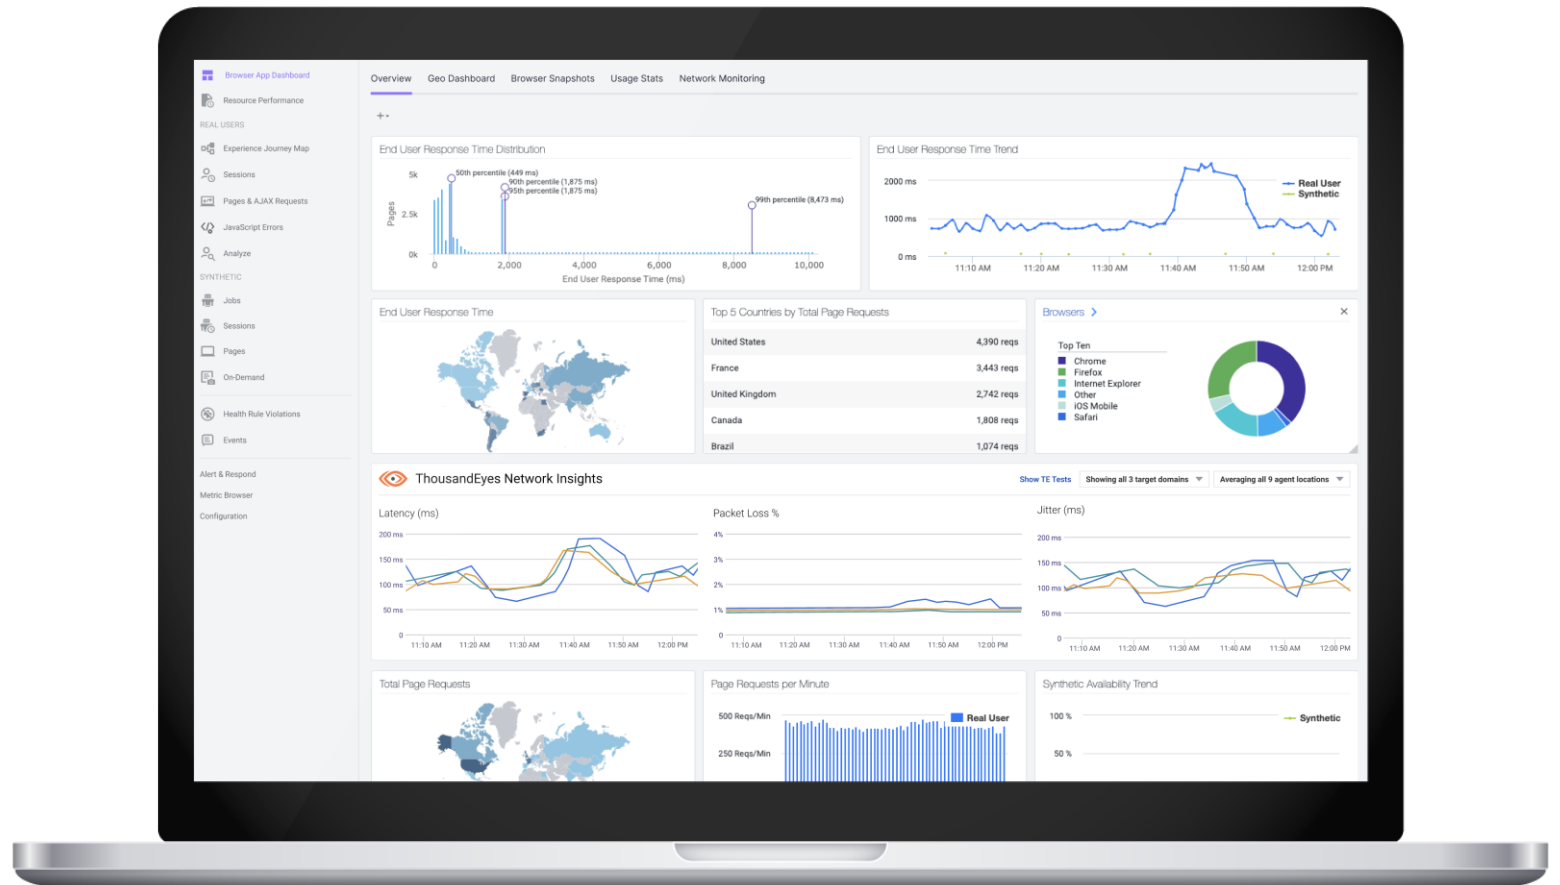 Browser App Dashboard
Resource Performance
REAL USERS
Experience Journey Map
Sessions
Pages & AJAX Requests
JavaScript Errors
Analyze
SYNTHETIC
Jobs
Sessions
Pages
On-Demand
Health Rule Violations
Events
Alert & Respond
Metric Browser
Configuration
Overview Geo Dashboard Browser Snapshots Usage Stats Network Monitoring
End User Response Time Distribution
5k
2.5k
0k
Pages
50th percentile (449 ms)
90th percentile (1,875 ms)
95th percentile (1,875 ms)
99th percentile (8,473 ms)
0 2,000 4,000 6,000 8,000 10,000
End User Response Time (ms)
End User Response Time Trend
2000 ms
1000 ms
0 ms
Real User
Synthetic
11:10 AM 11:20 AM 11:30 AM 11:40 AM 11:50 AM 12:00 PM
End User Response Time
Top 5 Countries by Total Page Requests
United States 4,390 reqs
France 3,443 reqs
United Kingdom 2,742 reqs
Canada 1,808 reqs
Brazil 1,074 reqs
Browsers
Top Ten
Chrome
Firefox
Internet Explorer
Other
iOS Mobile
Safari
ThousandEyes Network Insights
Show TE Tests Showing all 3 target domains Averaging all 9 agent locations
Latency (ms)
200 ms
150 ms
100 ms
50 ms
0
11:10 AM 11:20 AM 11:30 AM 11:40 AM 11:50 AM 12:00 PM
Packet Loss %
4%
3%
2%
1%
0
11:10 AM 11:20 AM 11:30 AM 11:40 AM 11:50 AM 12:00 PM
Jitter (ms)
200 ms
150 ms
100 ms
50 ms
0
11:10 AM 11:20 AM 11:30 AM 11:40 AM 11:50 AM 12:00 PM
Total Page Requests
Page Requests per Minute
500 Reqs/Min
250 Reqs/Min
Real User
Synthetic Availability Trend
100 %
50 %
Synthetic